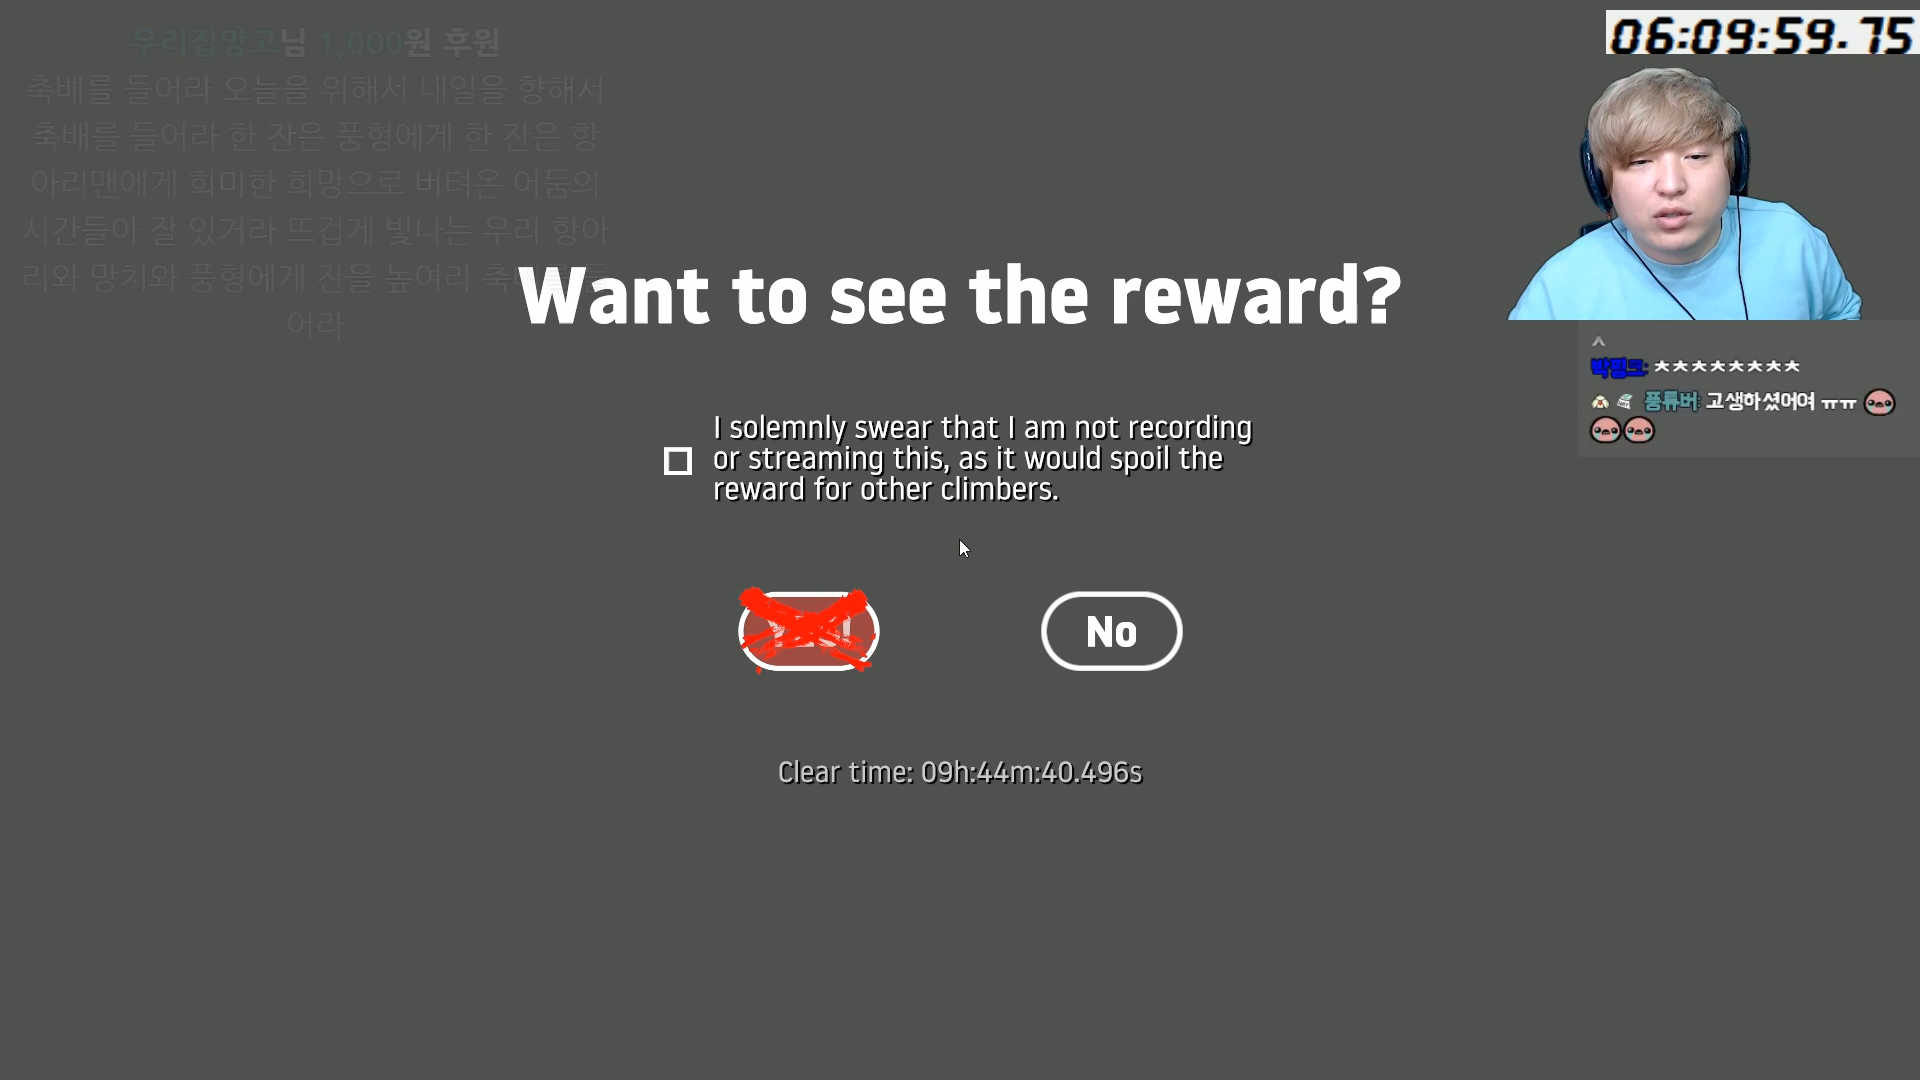 우리집망고님 1,000원 후원
축배를 들어라 오늘을 위해서 내일을 향해서
축배를 들어라 한 잔은 풍형에게 한 잔은 항
아리맨에게 희미한 희망으로 버텨온 어둠의
시간들아 잘 있거라 뜨겁게 빛나는 우리 항아
리와 망치와 풍형에게 잔을 높여라
어라
06:09:59.75
Want to see the reward?
I solemnly swear that I am not recording
or streaming this, as it would spoil the
reward for other climbers.
No
Clear time: 09h:44m:40.496s
ㅅ
박밍크: ㅊㅊㅊㅊㅊㅊㅊㅊ
풍튜버: 고생하셨어여 ㅠㅠ